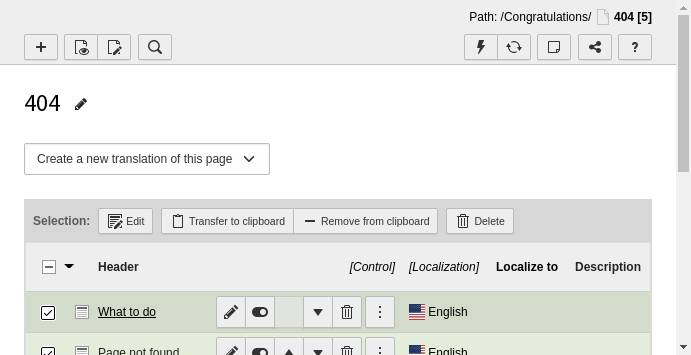 Path: /Congratulations/ 404 [5]
404
Create a new translation of this page
Selection: Edit Transfer to clipboard Remove from clipboard Delete
Header [Control] [Localization] Localize to Description
What to do English
Page not found English